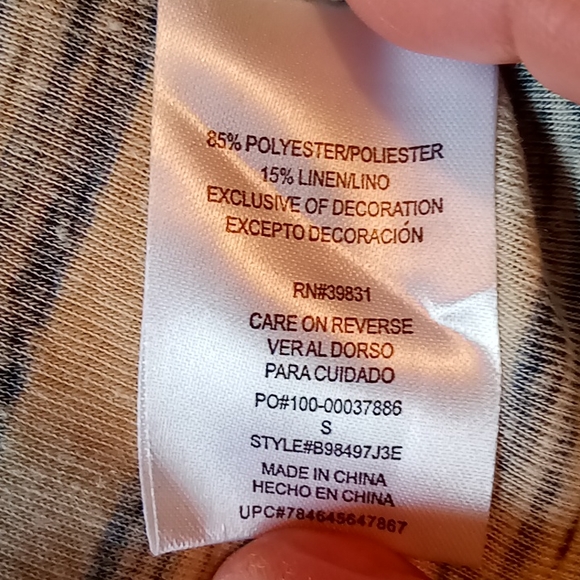 85% POLYESTER/POLIESTER
15% LINEN/LINO
EXCLUSIVE OF DECORATION
EXCEPTO DECORACIÓN
RN#39831
CARE ON REVERSE
VER AL DORSO
PARA CUIDADO
PO#100-00037886
S
STYLE#B98497J3E
MADE IN CHINA
HECHO EN CHINA
UPC#784645647867